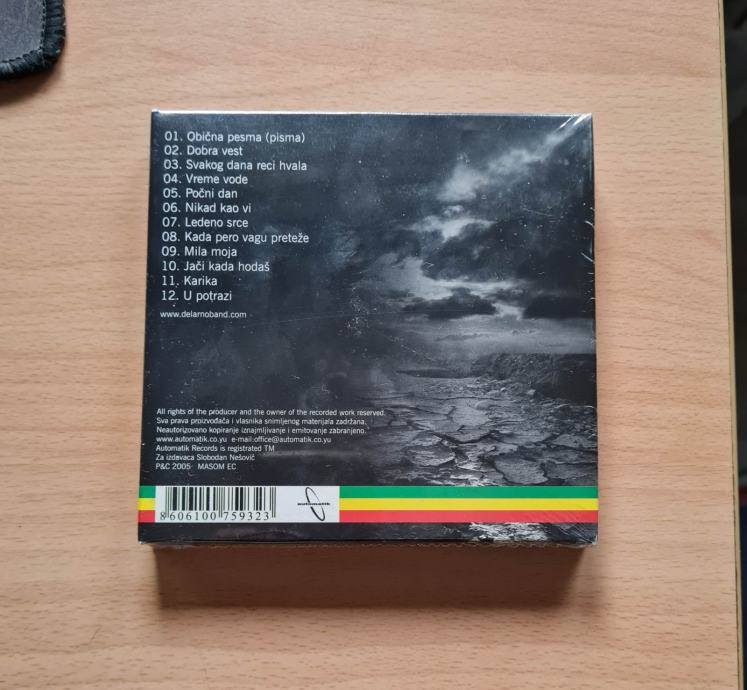 01. Obična pesma (pisma)
02. Dobra vest
03. Svakog dana reci hvala
04. Vreme vode
05. Počni dan
06. Nikad kao vi
07. Ledeno srce
08. Kada pero vagu preteže
09. Mila moja
10. Jači kada hodaš
11. Karika
12. U potrazi
www.delarnoband.com
All rights of the producer and the owner of the recorded work reserved.
Sva prava proizvođača i vlasnika snimljenog materijala zadržana.
Neautorizovano kopiranje iznajmljivanje i emitovanje zabranjeno.
www.automatik.co.yu e-mail:office@automatik.co.yu
Automatik Records is registrated TM
Za izdavaca Slobodan Nešović
P&C 2005 MASOM EC
automatik
8 606100 759323